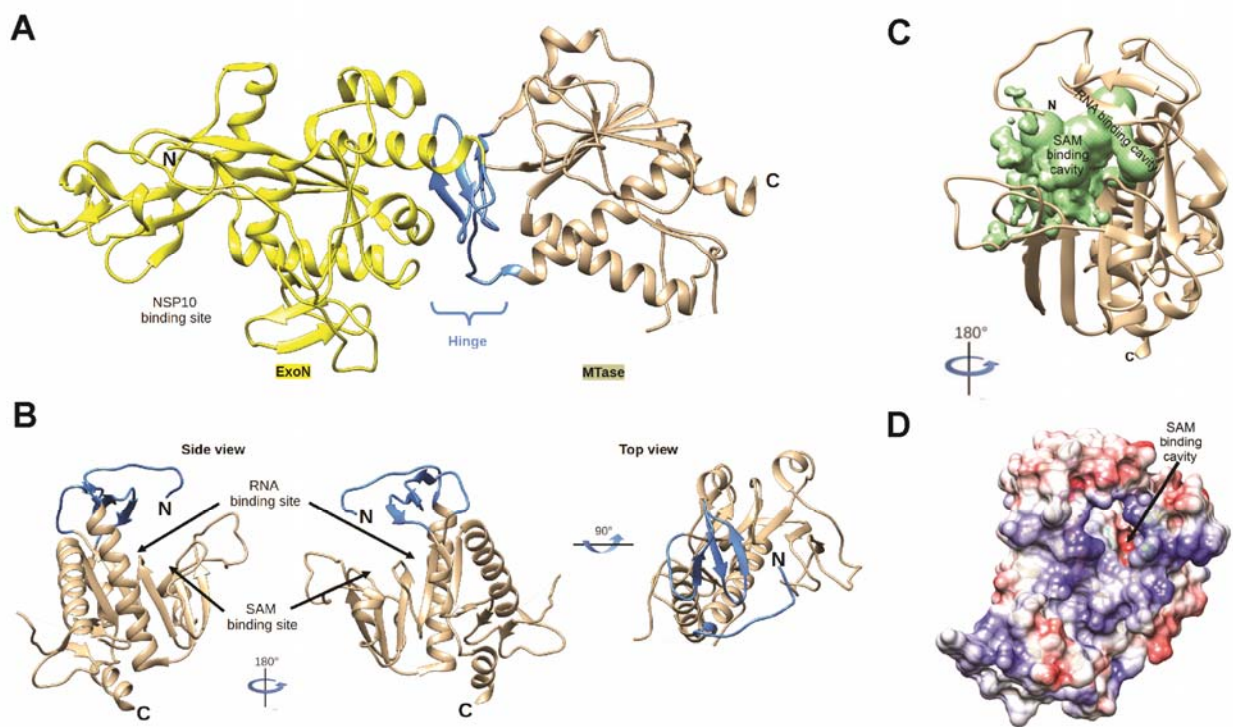 A
N
C
NSP10
binding site
Hinge
ExoN
MTase
B
Side view
N
RNA
binding site
N
SAM
binding site
180°
C
C
Top view
90°
N
C
N
RNA binding cavity
SAM
binding
cavity
180°
C
D
SAM
binding
cavity